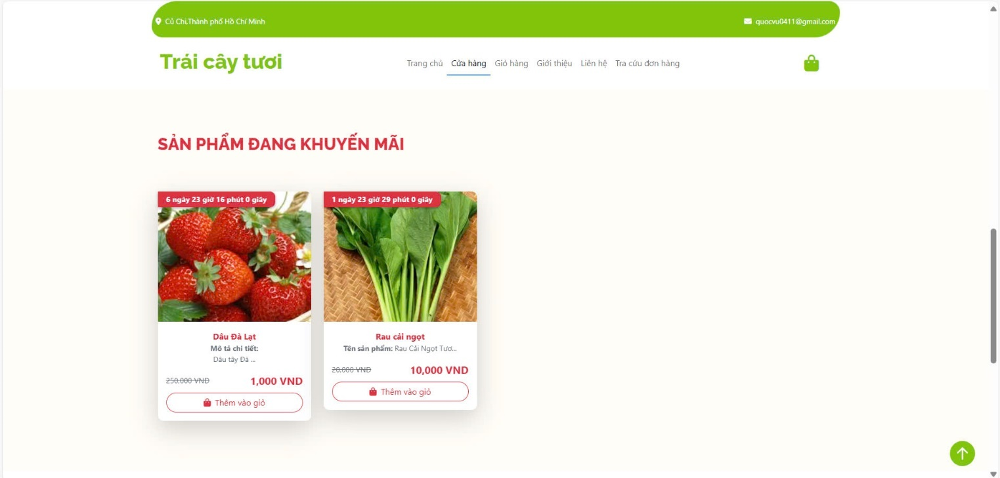 Củ Chi,Thành phố Hồ Chí Minh
quocvu0411@gmail.com
Trái cây tươi
Trang chủ
Cửa hàng
Giỏ hàng
Giới thiệu
Liên hệ
Tra cứu đơn hàng
SẢN PHẨM ĐANG KHUYẾN MÃI
6 ngày 23 giờ 16 phút 0 giây
Dâu Đà Lạt
Mô tả chi tiết:
Dâu tây Đà ...
250,000 VND
1,000 VND
Thêm vào giỏ
1 ngày 23 giờ 29 phút 0 giây
Rau cải ngọt
Tên sản phẩm: Rau Cải Ngọt Tươ...
20,000 VND
10,000 VND
Thêm vào giỏ